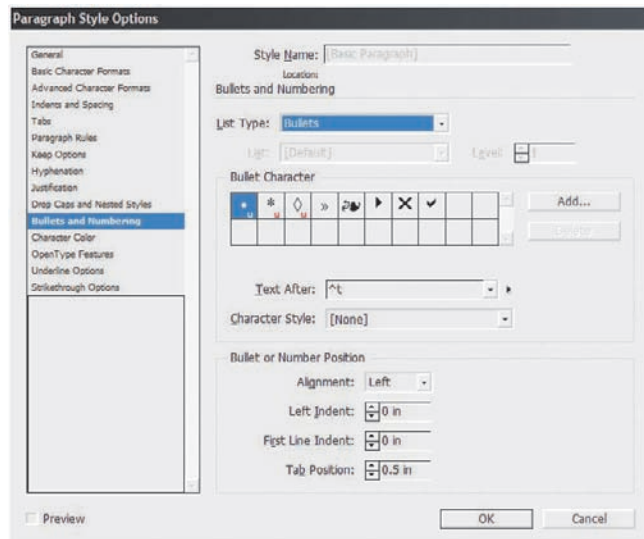 Paragraph Style Options
General
Basic Character Formats
Advanced Character Formats
Indents and Spacing
Tabs
Paragraph Rules
Keep Options
Hyphenation
Justification
Drop Caps and Nested Styles
Bullets and Numbering
Character Color
OpenType Features
Underline Options
Strikethrough Options
Style Name: [Basic Paragraph]
Location:
Bullets and Numbering
List Type: Bullets
List: [Default] Level: 1
Bullet Character
Add...
Delete
Text After: ^t
Character Style: [None]
Bullet or Number Position
Alignment: Left
Left Indent: 0 in
First Line Indent: 0 in
Tab Position: 0.5 in
Preview
OK Cancel